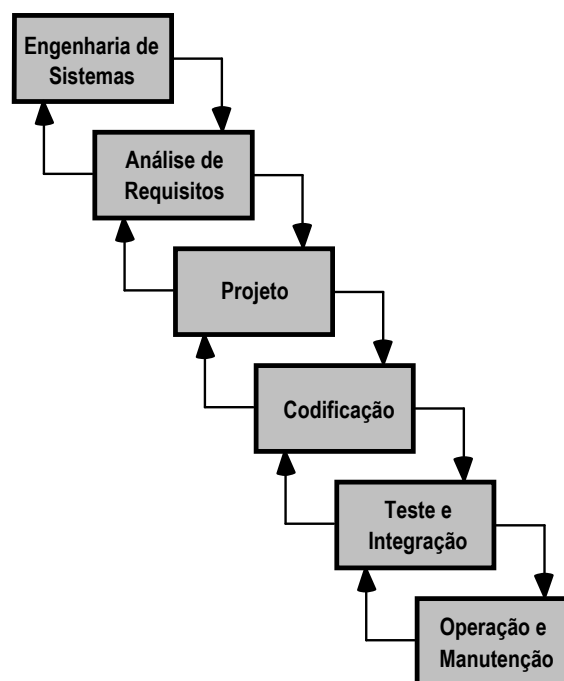 Engenharia de
Sistemas
Análise de
Requisitos
Projeto
Codificação
Teste e
Integração
Operação e
Manutenção